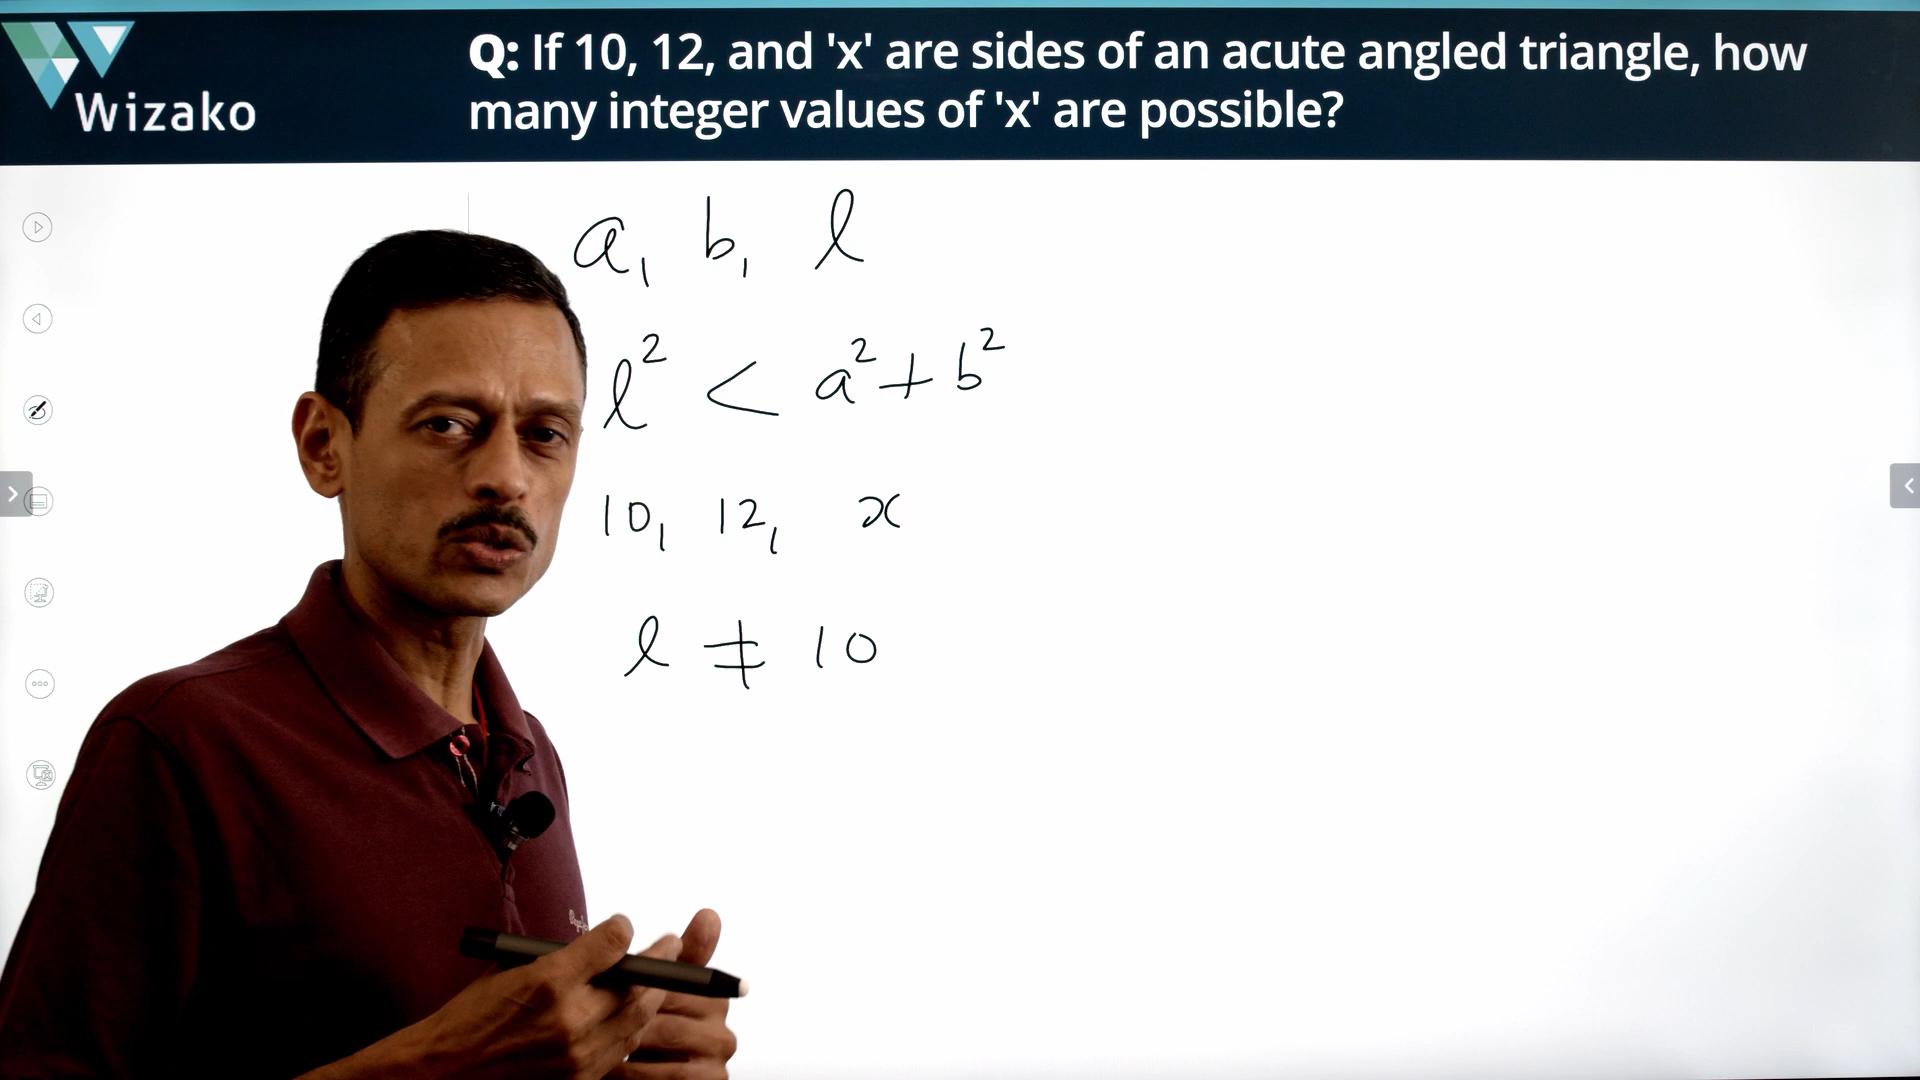 Wizako
Q: If 10, 12, and 'x' are sides of an acute angled triangle, how
many integer values of 'x' are possible?
a, b, l
l² < a² + b²
10, 12, x
l ≠ 10